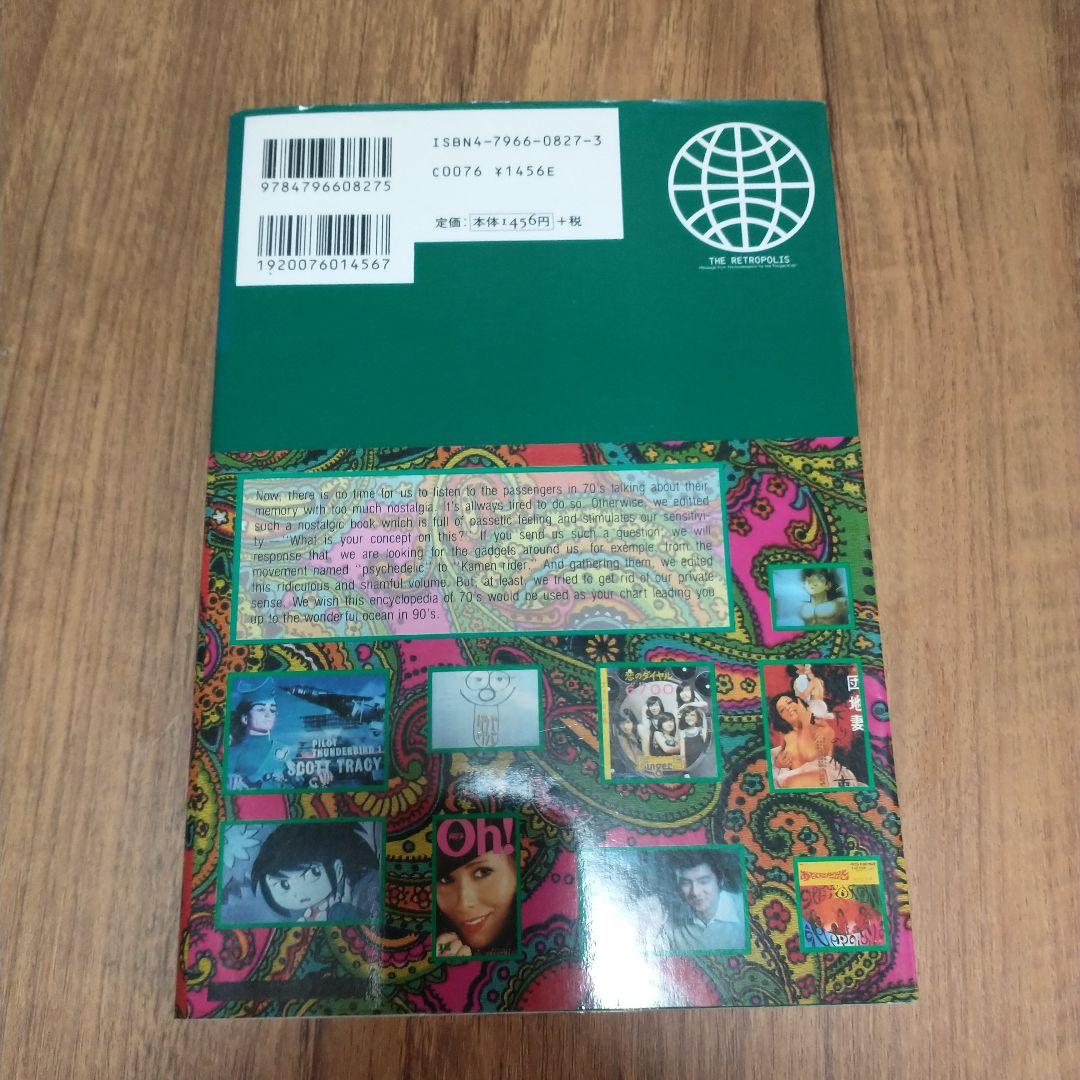 ISBN4-7966-0827-3
C0076 ¥1456E
9784796608275
定価: 本体1456円 +税
1920076014567
THE RETROPOLIS
Now, there is no time for us to listen to the passengers in 70's talking about their
memory with too much nostalgia. It's allways tired to do so. Otherwise, we editted
such a nostalgic book which is full of passetic feeling and stimulates our sensitivi-
ty. "What is your concept on this?" If you send us such a question, we will
response that we are ooking for the gadgets around us, for exemple, from the
movement named "psychedelic" to "Kamen rider." And gathering them, we edited
this ridiculous and shamful volume. But, at least, we tried to get rid of our private
sense. We wish this encyclopedia of 70's would be used as your chart leading you
up to the wonderful ocean in 90's.
PILOT
THUNDERBIRD 1
SCOTT TRACY
恋のダイヤル
6700
inger
団地妻
Oh!